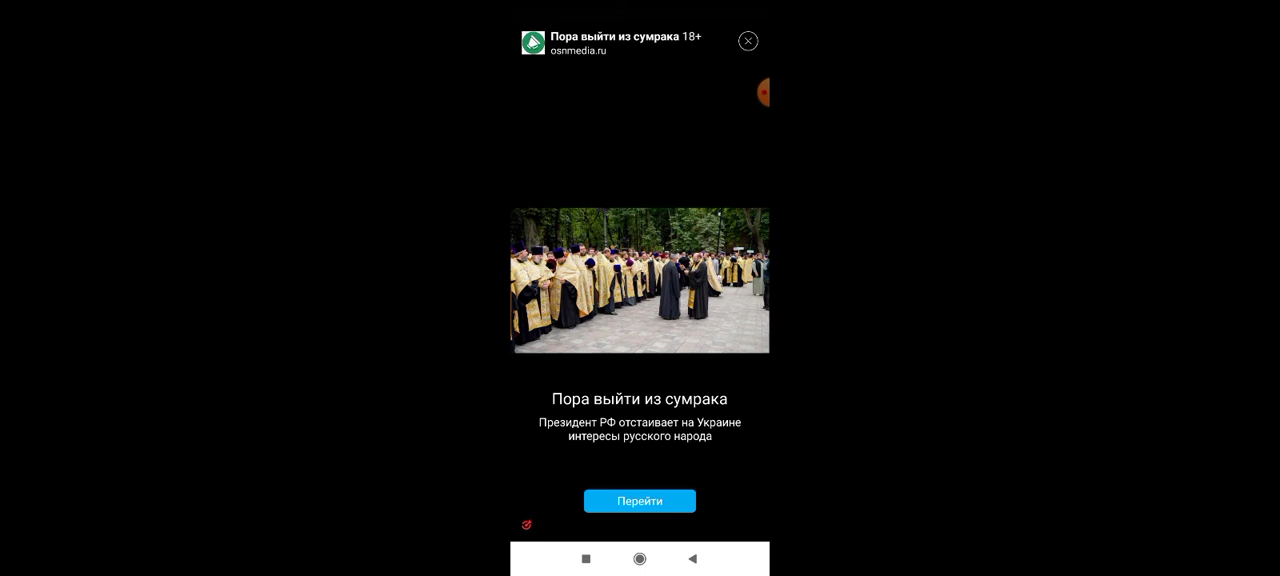 Пора выйти из сумрака 18+
osnmedia.ru
Пора выйти из сумрака
Президент РФ отстаивает на Украине
интересы русского народа
Перейти